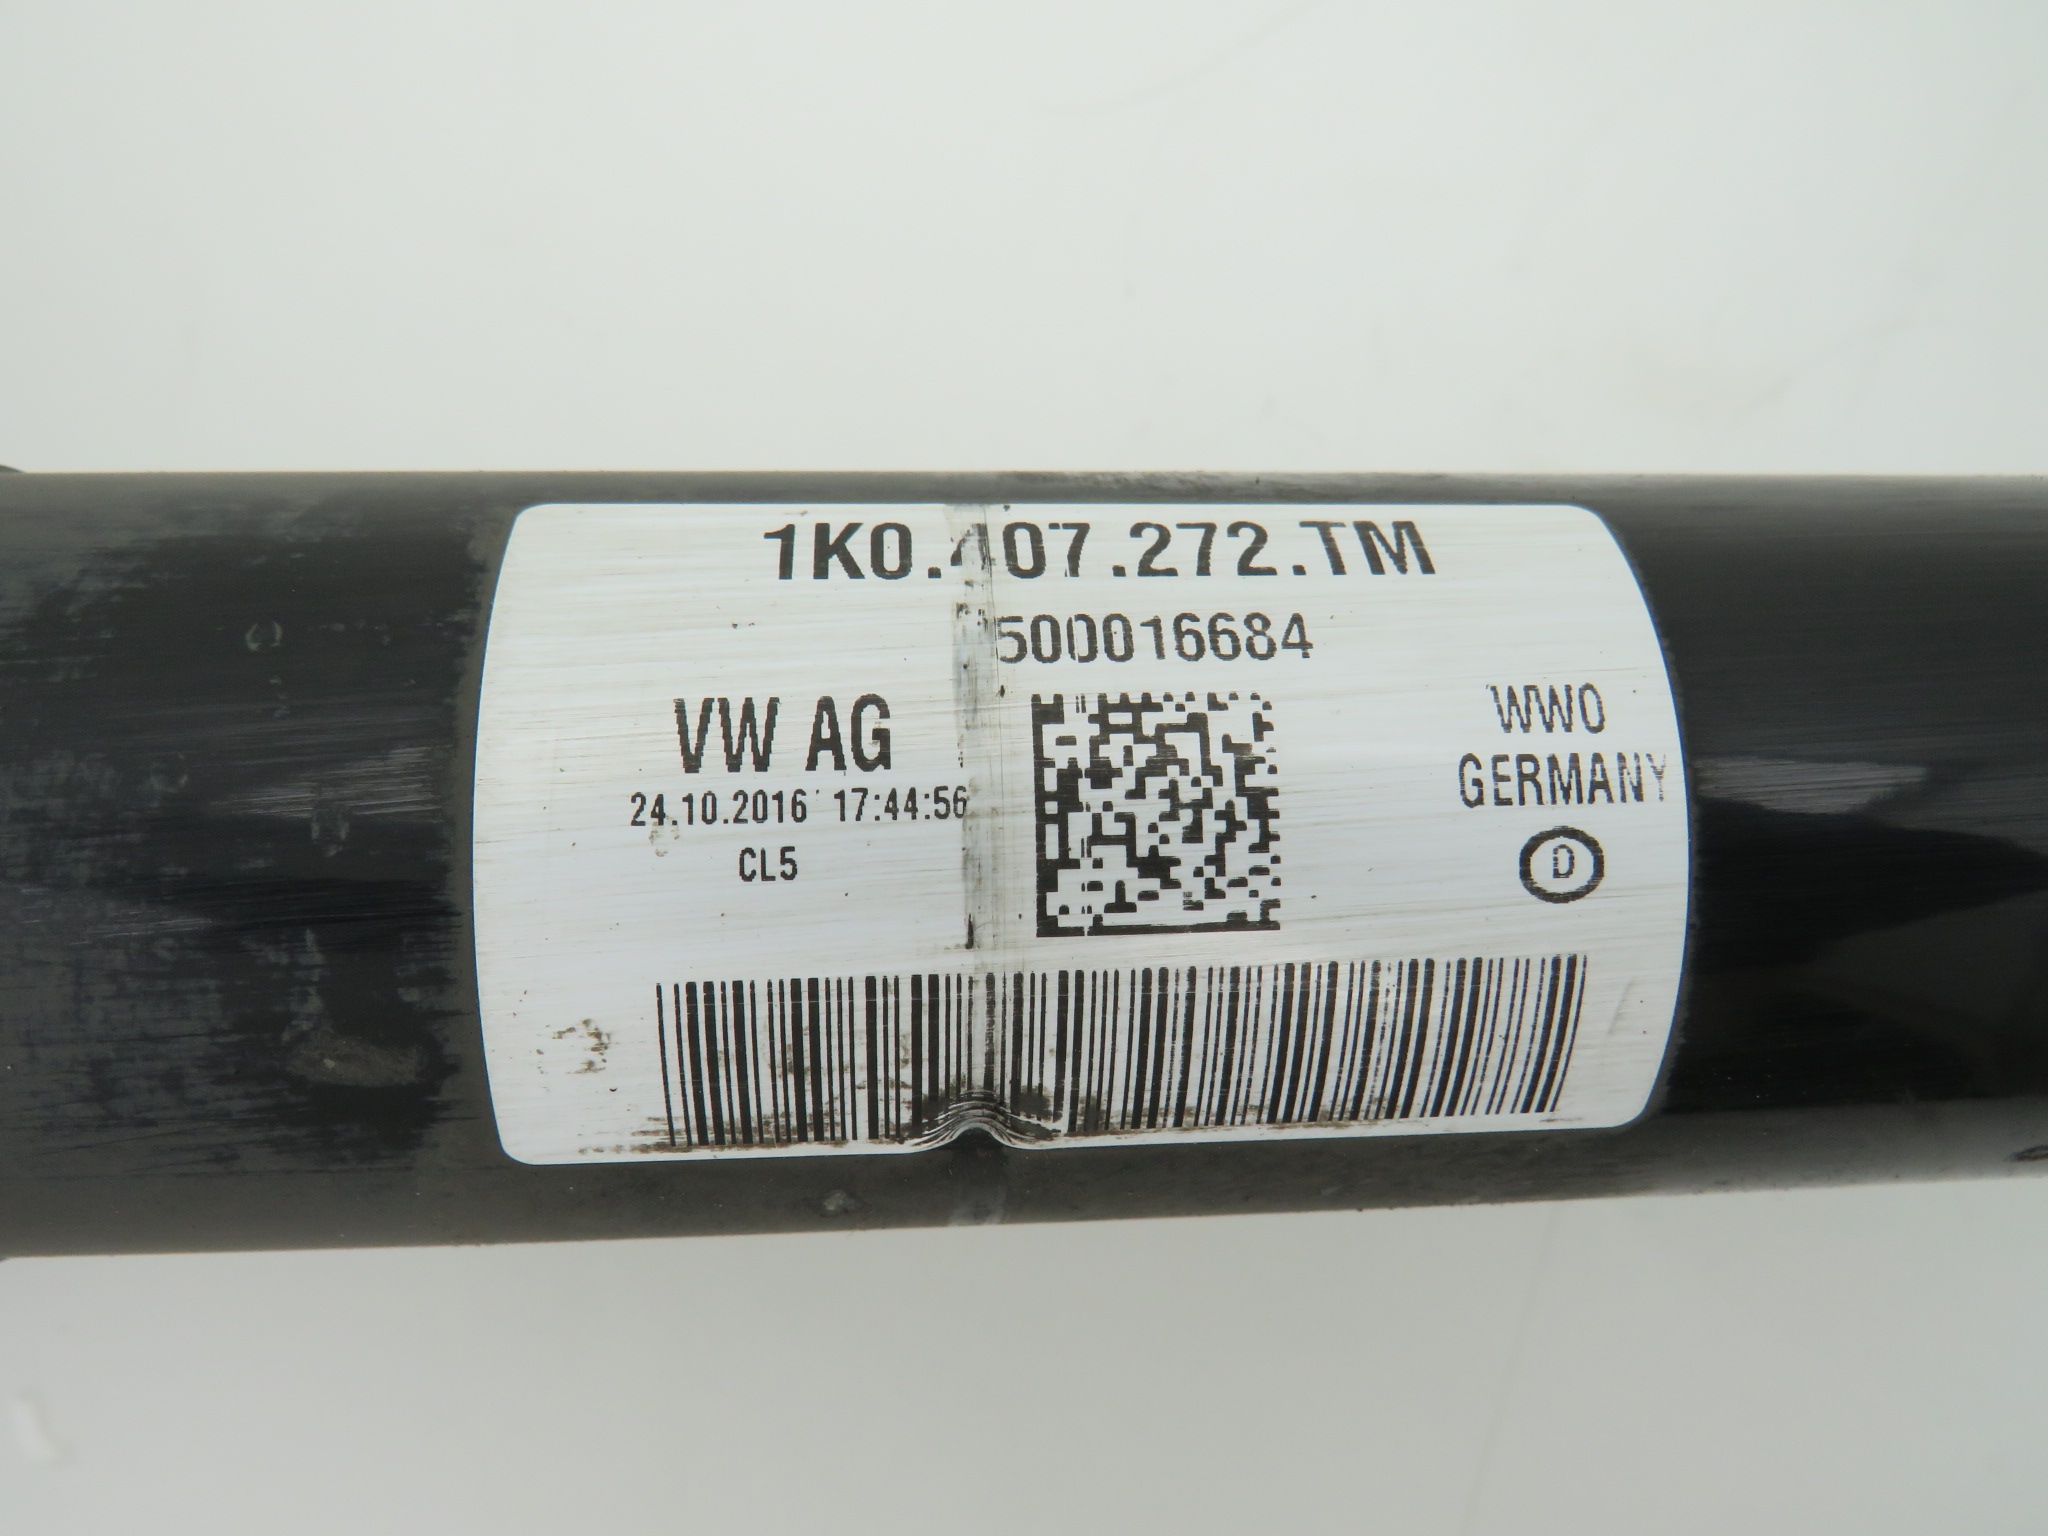 1K0.407.272.TM
500016684
VW AG
24.10.2016 17:44:56
CL5
WWO
GERMANY
D